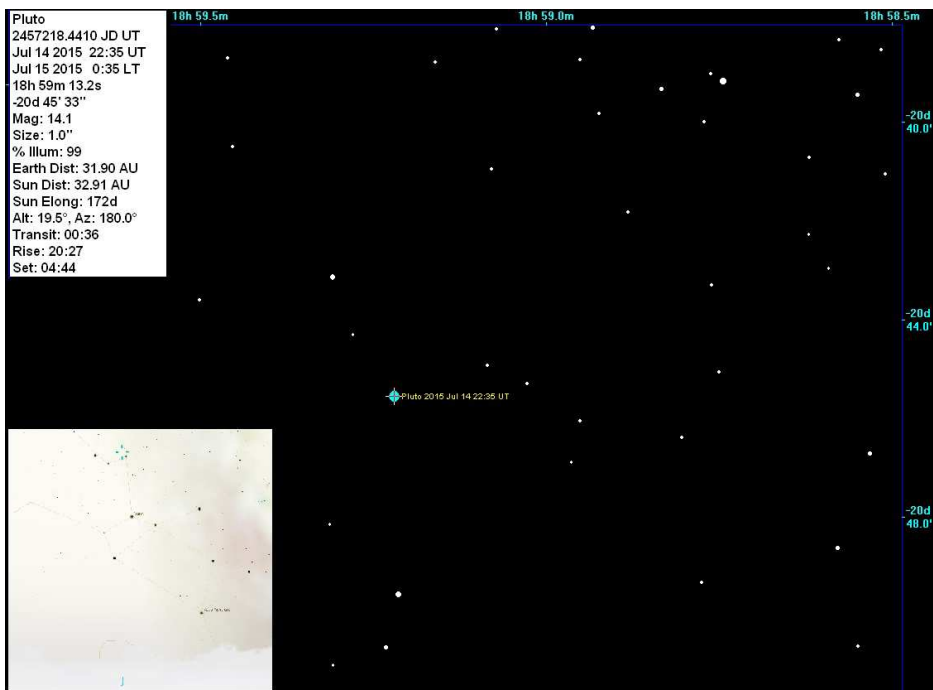 Pluto
2457218.4410 JD UT
Jul 14 2015 22:35 UT
Jul 15 2015 0:35 LT
18h 59m 13.2s
-20d 45' 33"
Mag: 14.1
Size: 1.0"
% Illum: 99
Earth Dist: 31.90 AU
Sun Dist: 32.91 AU
Sun Elong: 172d
Alt: 19.5°, Az: 180.0°
Transit: 00:36
Rise: 20:27
Set: 04:44
18h 59.5m
18h 59.0m
18h 58.5m
-20d
40.0'
-20d
44.0'
Pluto 2015 Jul 14 22:35 UT
-20d
48.0'
J